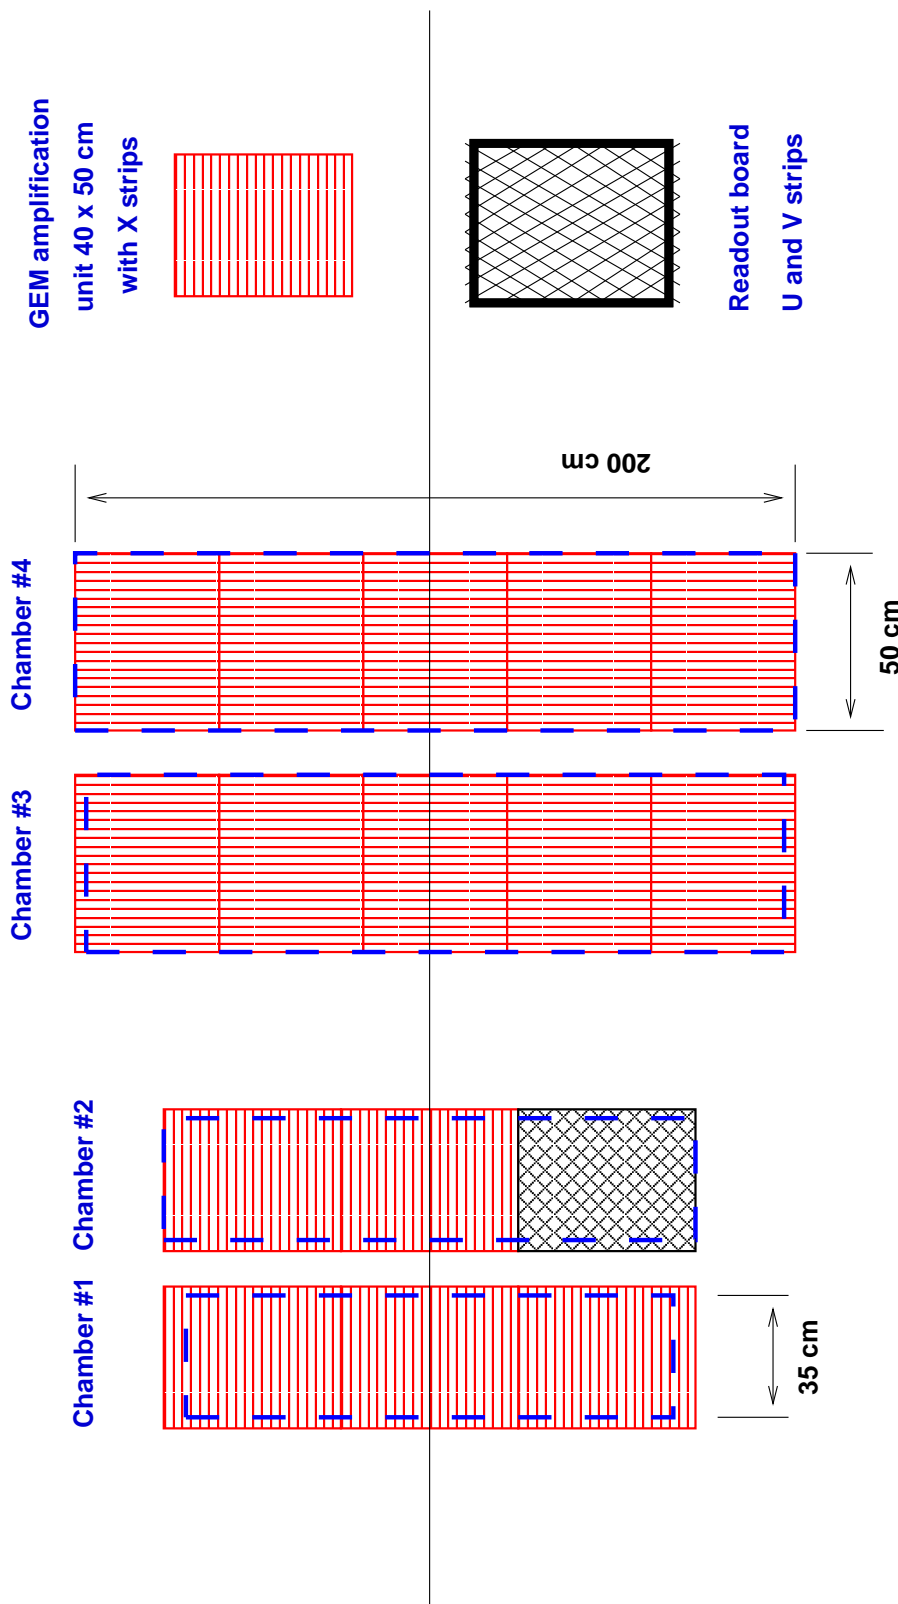 GEM amplification
unit 40 x 50 cm
with X strips
Readout board
U and V strips
200 cm
Chamber #4
50 cm
Chamber #3
Chamber #2
Chamber #1
35 cm